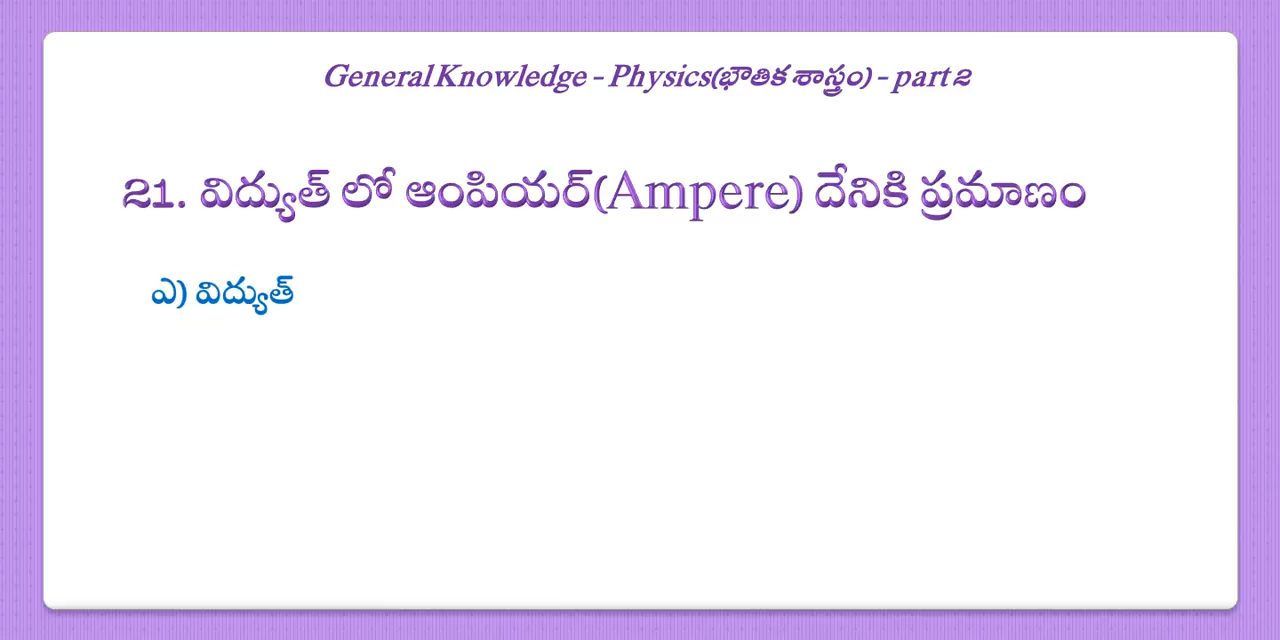 General Knowledge - Physics(భౌతిక శాస్త్రం) - part 2
21. విద్యుత్ లో ఆంపియర్(Ampere) దేనికి ప్రమాణం
ఎ) విద్యుత్